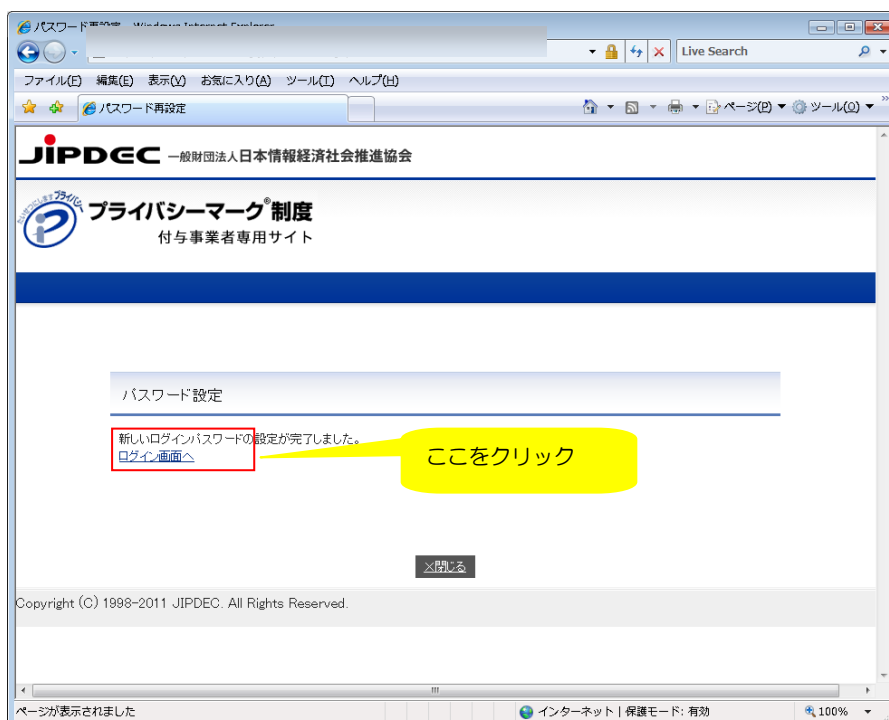 パスワード再設定 - Windows Internet Explorer
Live Search
ファイル(F) 編集(E) 表示(V) お気に入り(A) ツール(T) ヘルプ(H)
パスワード再設定
ページ(P) ツール(O)
JIPDEC 一般財団法人日本情報経済社会推進協会
プライバシーマーク®制度
付与事業者専用サイト
パスワード設定
新しいログインパスワードの設定が完了しました。
ログイン画面へ
ここをクリック
×閉じる
Copyright (C) 1998-2011 JIPDEC. All Rights Reserved.
ページが表示されました
インターネット | 保護モード: 有効
100%